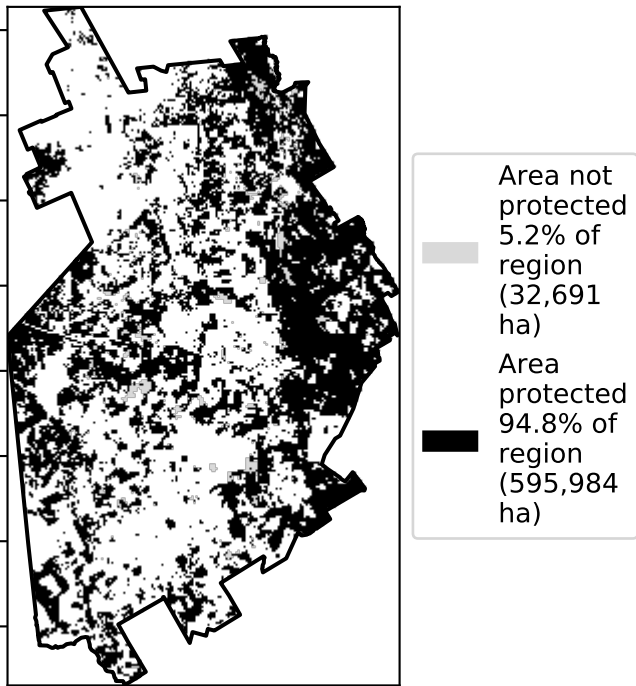 Area not
protected
5.2% of
region
(32,691
ha)
Area
protected
94.8% of
region
(595,984
ha)